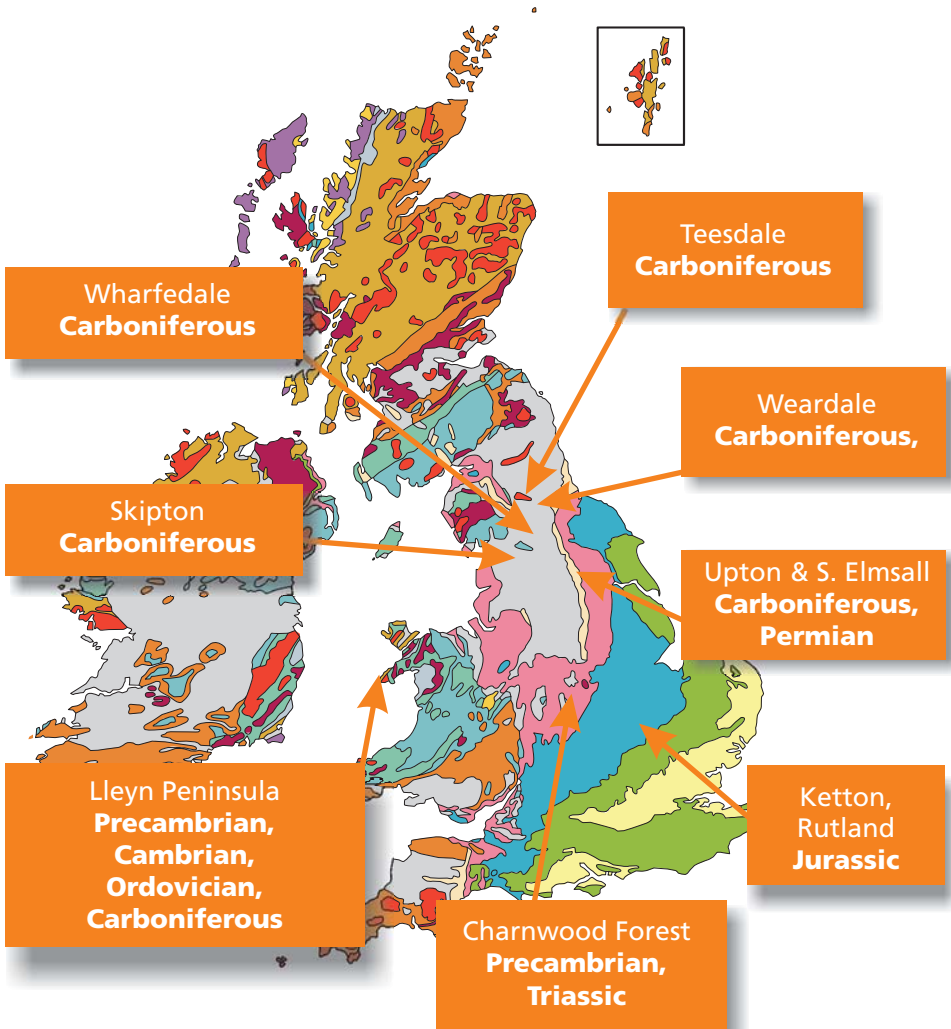 Teesdale
Carboniferous
Wharfedale
Carboniferous
Weardale
Carboniferous,
Skipton
Carboniferous
Upton & S. Elmsall
Carboniferous,
Permian
Lleyn Peninsula
Precambrian,
Cambrian,
Ordovician,
Carboniferous
Ketton,
Rutland
Jurassic
Charnwood Forest
Precambrian,
Triassic